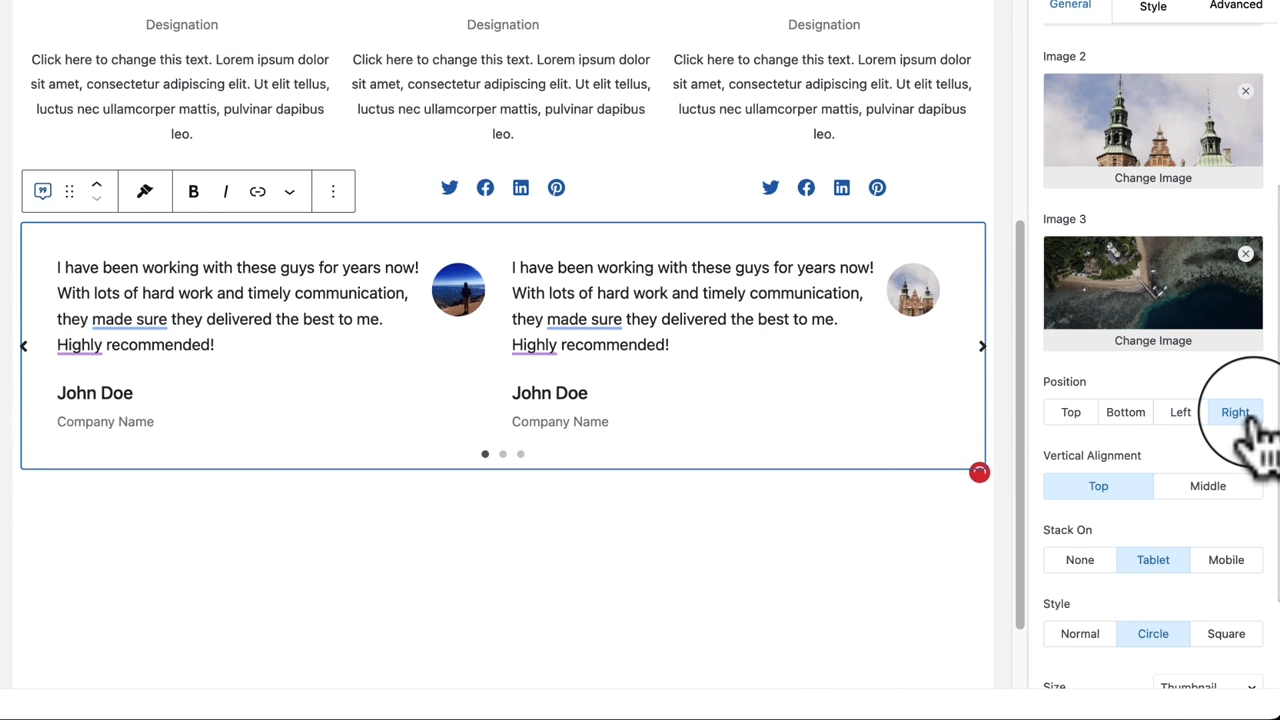 General
Style
Advanced
Designation
Designation
Designation
Click here to change this text. Lorem ipsum dolor
sit amet, consectetur adipiscing elit. Ut elit tellus,
luctus nec ullamcorper mattis, pulvinar dapibus
leo.
Click here to change this text. Lorem ipsum dolor
sit amet, consectetur adipiscing elit. Ut elit tellus,
luctus nec ullamcorper mattis, pulvinar dapibus
leo.
Click here to change this text. Lorem ipsum dolor
sit amet, consectetur adipiscing elit. Ut elit tellus,
luctus nec ullamcorper mattis, pulvinar dapibus
leo.
B I
I have been working with these guys for years now!
With lots of hard work and timely communication,
they made sure they delivered the best to me.
Highly recommended!
John Doe
Company Name
I have been working with these guys for years now!
With lots of hard work and timely communication,
they made sure they delivered the best to me.
Highly recommended!
John Doe
Company Name
Image 2
Change Image
Image 3
Change Image
Position
Top Bottom Left Right
Vertical Alignment
Top Middle
Stack On
None Tablet Mobile
Style
Normal Circle Square
Size Thumbnail